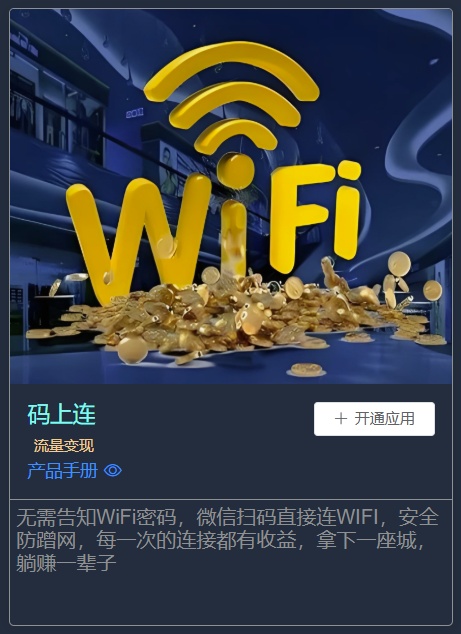 WiFi
码上连
+ 开通应用
流量变现
产品手册
无需告知WiFi密码，微信扫码直接连WIFI，安全
防蹭网，每一次的连接都有收益，拿下一座城，
躺赚一辈子